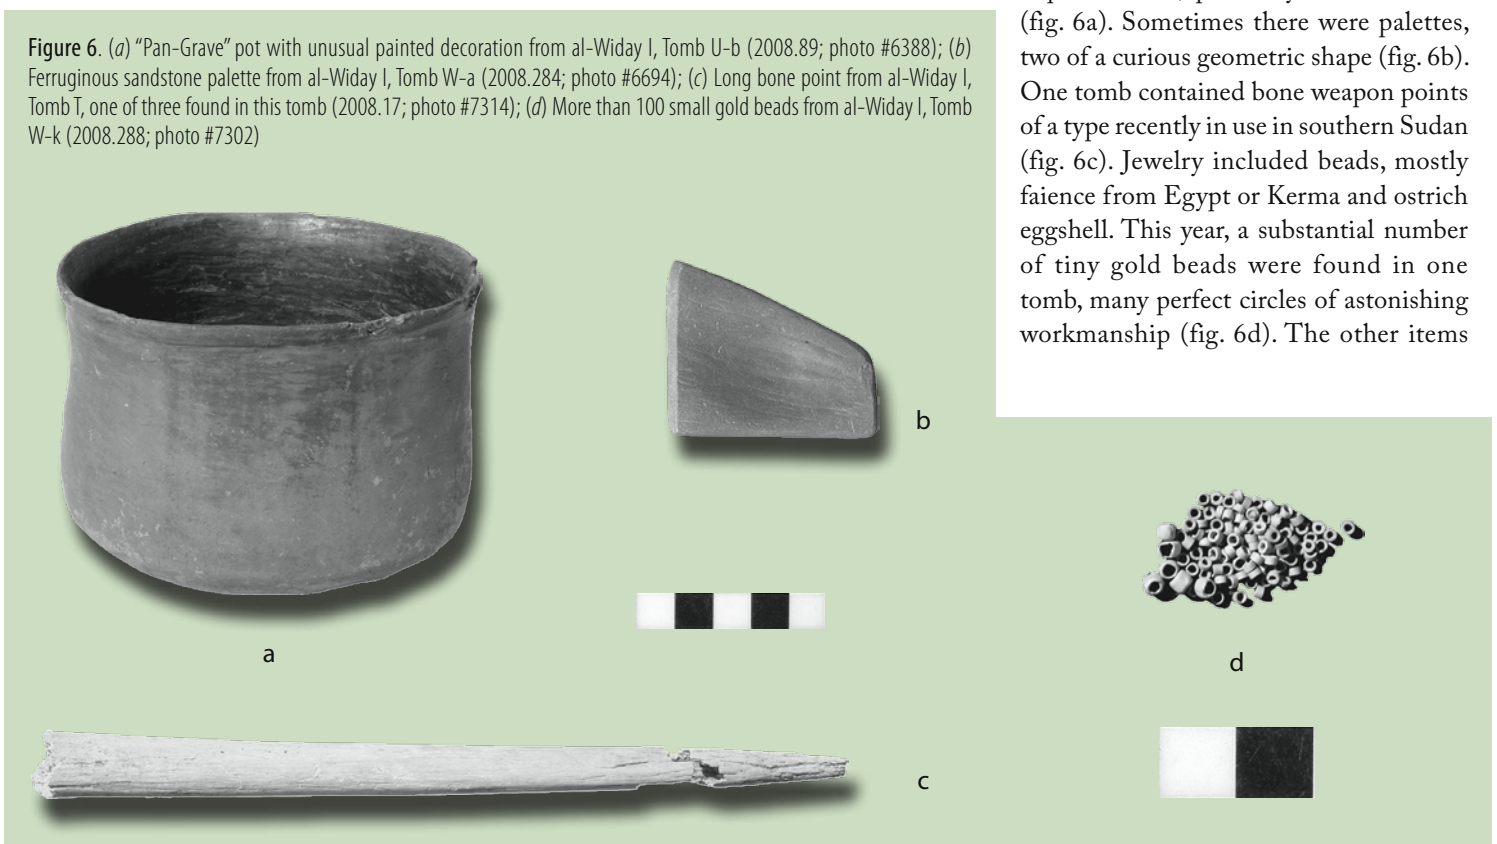 Figure 6. (a) “Pan-Grave” pot with unusual painted decoration from al-Widay I, Tomb U-b (2008.89; photo #6388); (b)
Ferruginous sandstone palette from al-Widay I, Tomb W-a (2008.284; photo #6694); (c) Long bone point from al-Widay I,
Tomb T, one of three found in this tomb (2008.17; photo #7314); (d) More than 100 small gold beads from al-Widay I, Tomb
W-k (2008.288; photo #7302)
(fig. 6a). Sometimes there were palettes,
two of a curious geometric shape (fig. 6b).
One tomb contained bone weapon points
of a type recently in use in southern Sudan
(fig. 6c). Jewelry included beads, mostly
faience from Egypt or Kerma and ostrich
eggshell. This year, a substantial number
of tiny gold beads were found in one
tomb, many perfect circles of astonishing
workmanship (fig. 6d). The other items
b
a
d
c